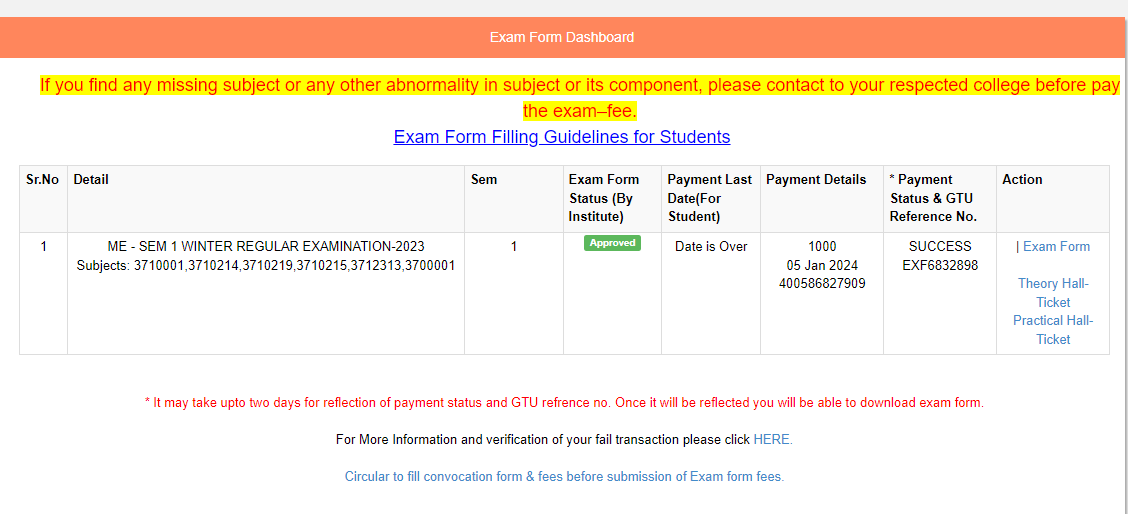 Exam Form Dashboard
If you find any missing subject or any other abnormality in subject or its component, please contact to your respected college before pay
the exam–fee.
Exam Form Filling Guidelines for Students
Sr.No Detail Sem Exam Form Status (By Institute) Payment Last Date(For Student) Payment Details * Payment Status & GTU Reference No. Action
1 ME - SEM 1 WINTER REGULAR EXAMINATION-2023 1 Approved Date is Over 1000 SUCCESS | Exam Form
Subjects: 3710001,3710214,3710219,3710215,3712313,3700001 05 Jan 2024 EXF6832898
400586827909 Theory Hall-
Ticket
Practical Hall-
Ticket
* It may take upto two days for reflection of payment status and GTU refrence no. Once it will be reflected you will be able to download exam form.
For More Information and verification of your fail transaction please click HERE.
Circular to fill convocation form & fees before submission of Exam form fees.